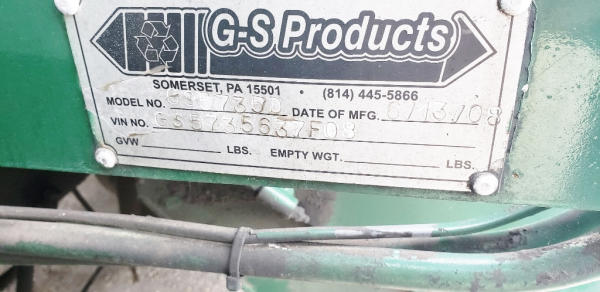 G-S Products
SOMERSET, PA 15501 • (814) 445-5866
MODEL NO. DATE OF MFG. 6/13/08
VIN NO. GS5735637F08
GVW LBS. EMPTY WGT. LBS.